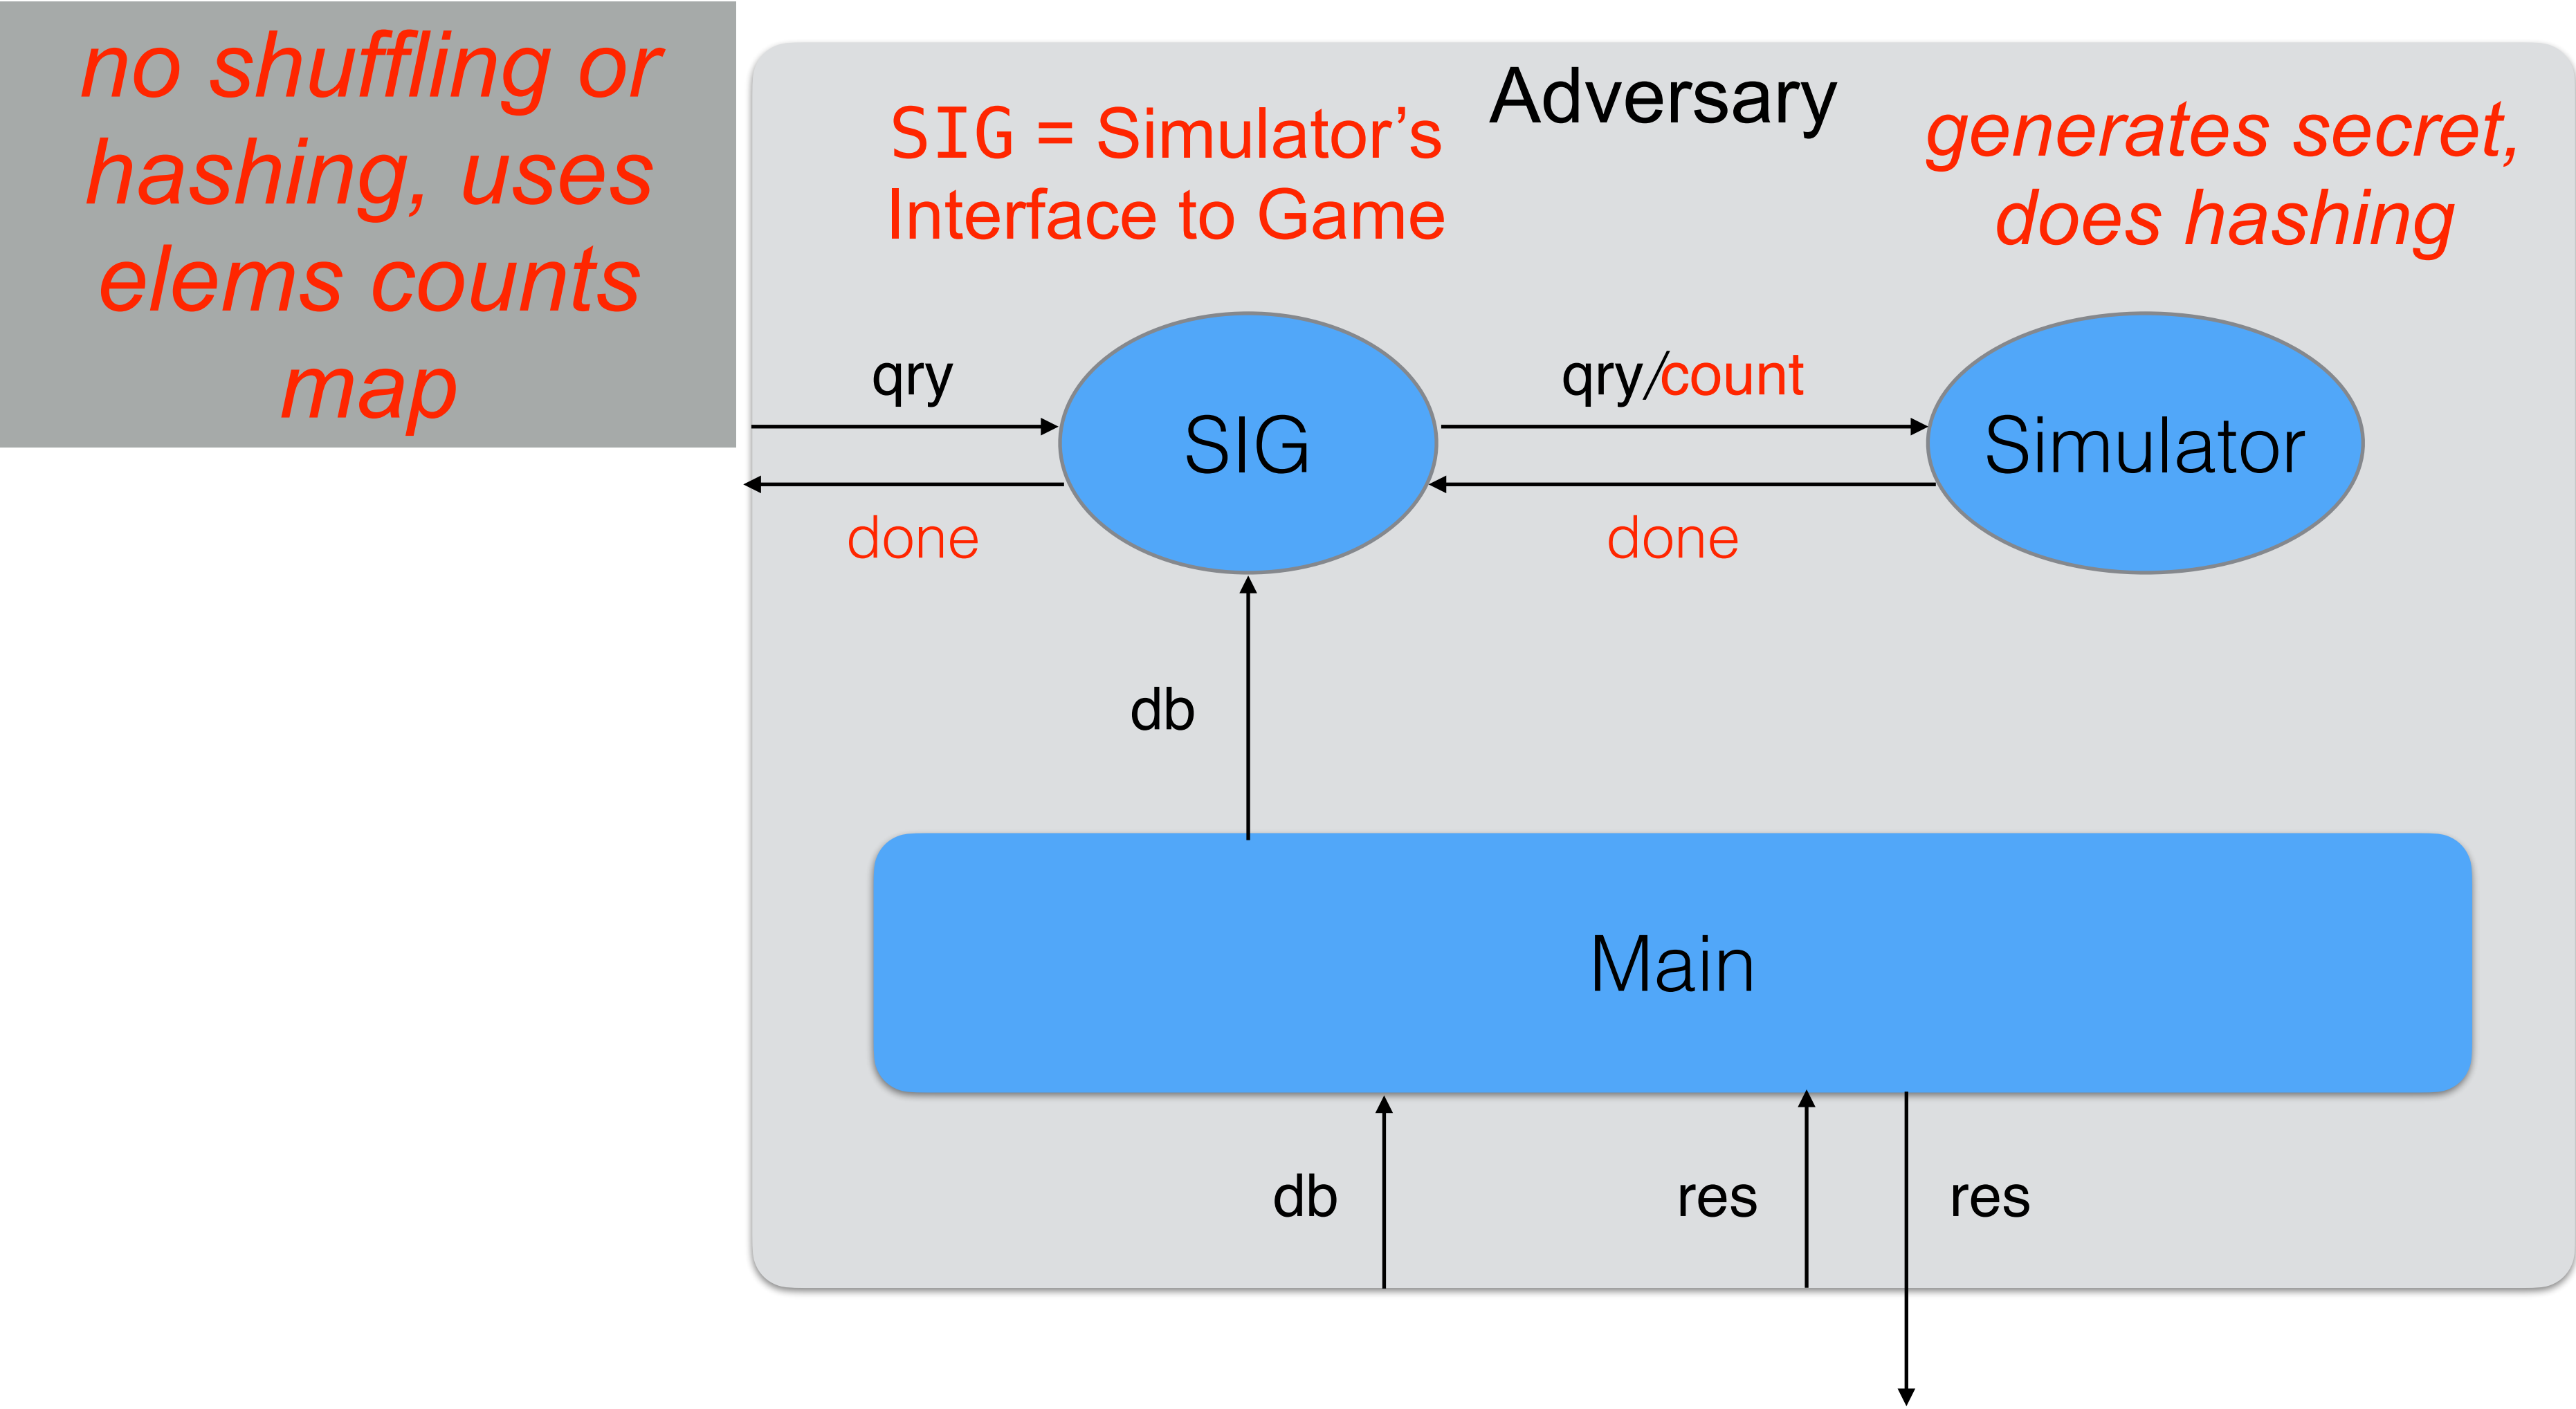 no shuffling or
hashing, uses
elems counts
map
Adversary
SIG = Simulator’s
Interface to Game
generates secret,
does hashing
qry
SIG
qry/count
Simulator
done
done
db
Main
db
res
res